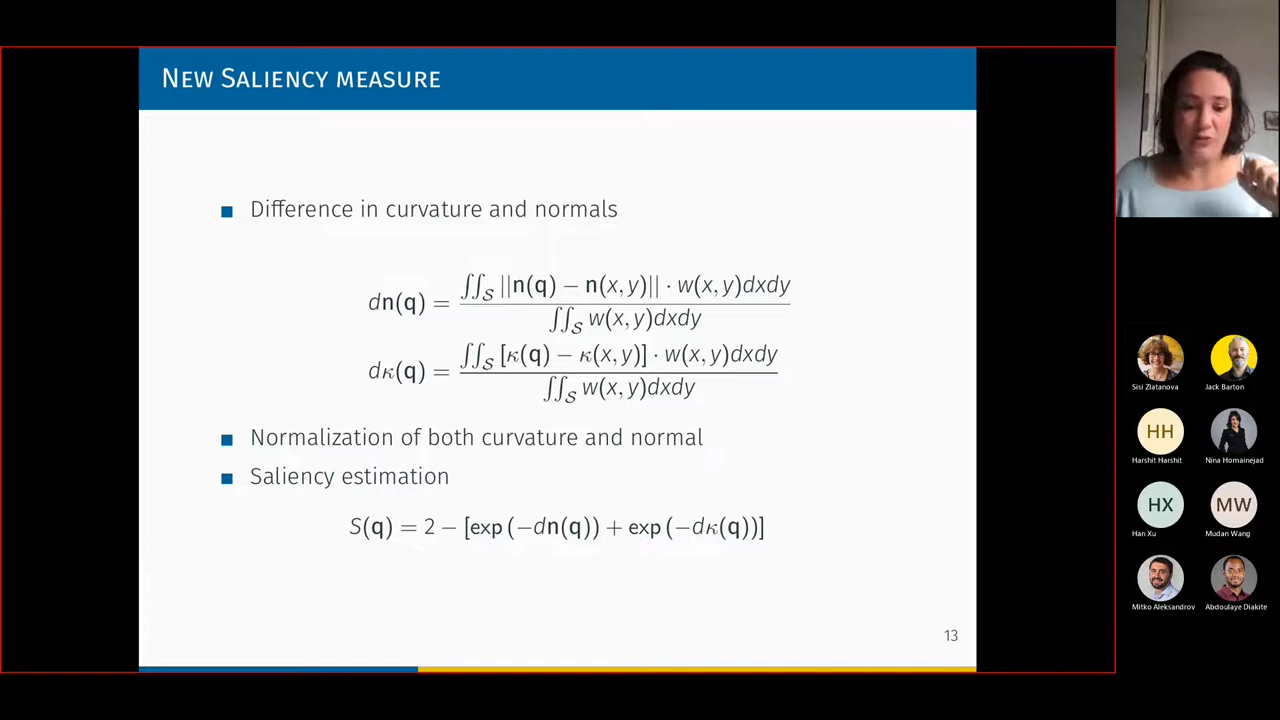 New Saliency measure
Difference in curvature and normals
dn(q) = ∬_S ||n(q) − n(x, y)|| · w(x, y)dxdy / ∬_S w(x, y)dxdy
dκ(q) = ∬_S [κ(q) − κ(x, y)] · w(x, y)dxdy / ∬_S w(x, y)dxdy
Normalization of both curvature and normal
Saliency estimation
S(q) = 2 − [exp (−dn(q)) + exp (−dκ(q))]
13
Sisi Zlatanova
Jack Barton
HH
Harshit Harshit
Nina Homainejad
HX
MW
Han Xu
Mudan Wang
Mitko Aleksandrov
Abdoulaye Diakite